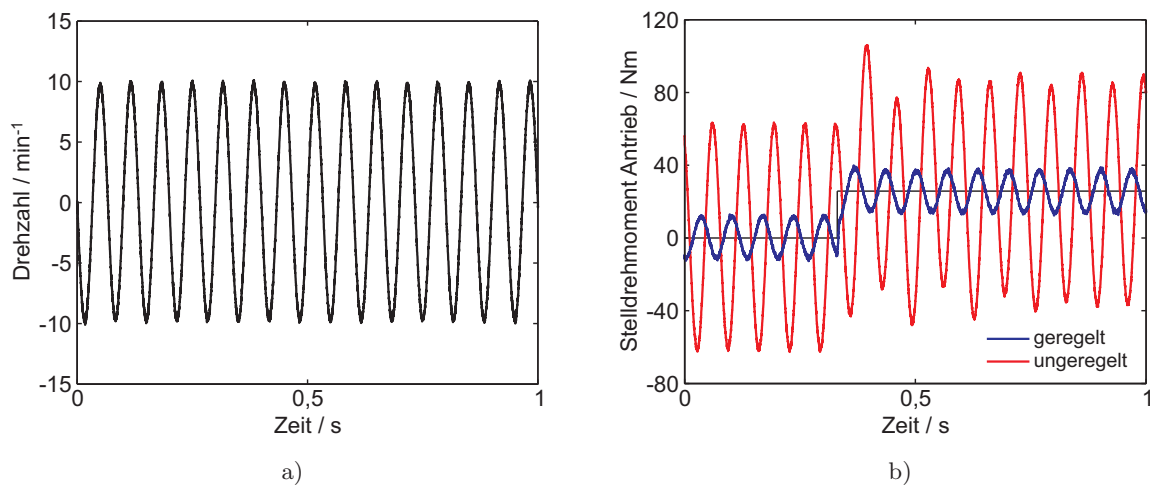 15
10
5
0
-5
-10
-15
Drehzahl / min⁻¹
0
0,5
1
Zeit / s
a)
120
80
40
0
-40
-80
Stelldrehmoment Antrieb / Nm
geregelt
ungeregelt
0
0,5
1
Zeit / s
b)